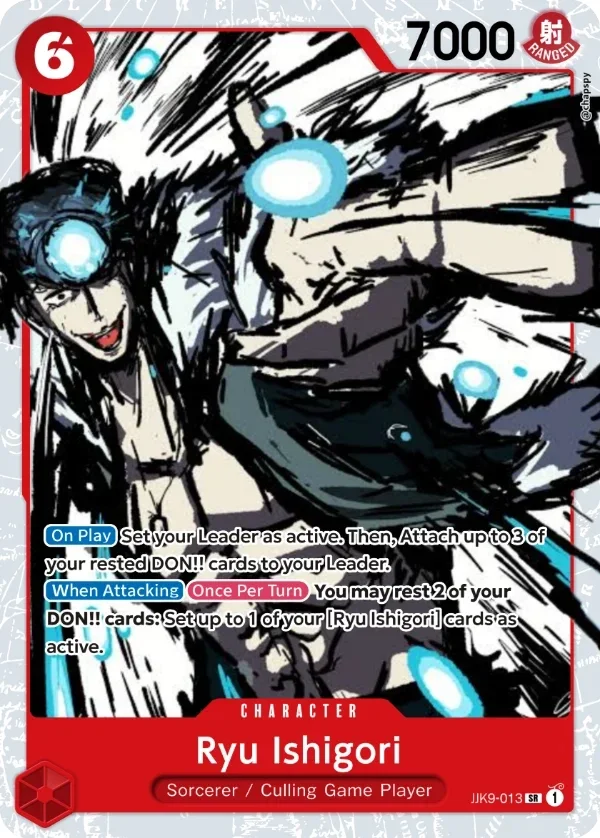 6
7000
射
RANGED
@chapspy
On Play Set your Leader as active. Then, Attach up to 3 of
your rested DON!! cards to your Leader.
When Attacking Once Per Turn You may rest 2 of your
DON!! cards: Set up to 1 of your [Ryu Ishigori] cards as
active.
CHARACTER
Ryu Ishigori
Sorcerer / Culling Game Player
JJK9-013 SR 1